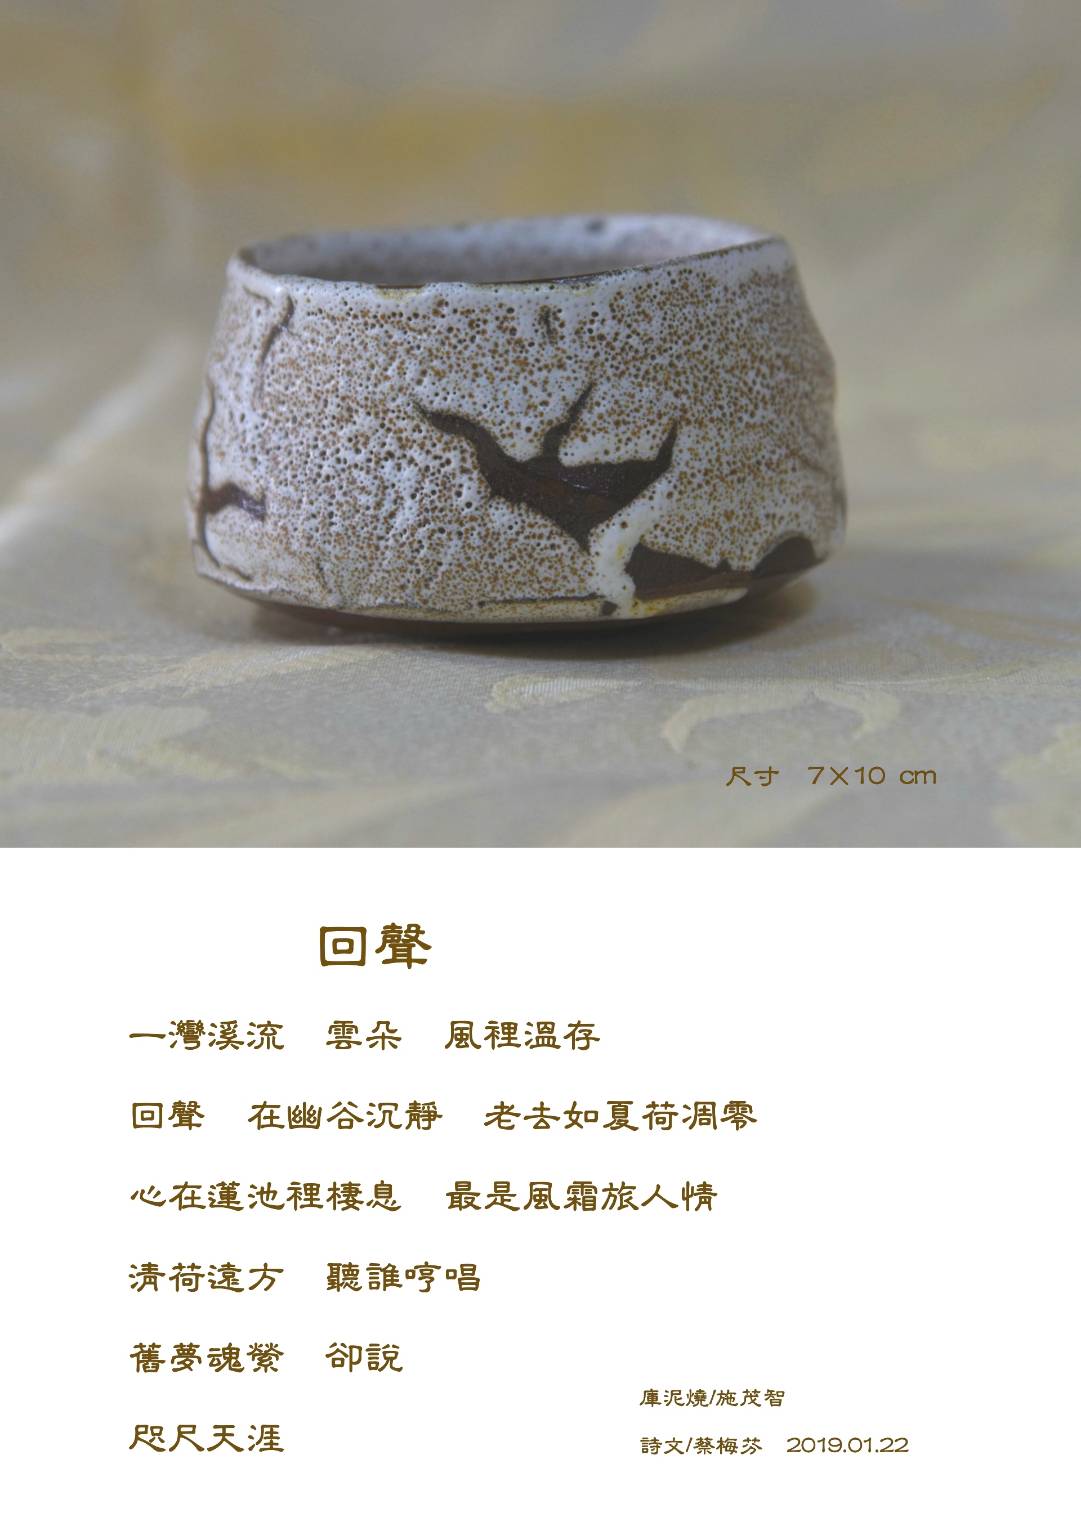 尺寸　7×10 cm
回聲
一灣溪流　雲朵　風裡溫存
回聲　在幽谷沉靜　老去如夏荷凋零
心在蓮池裡棲息　最是風霜旅人情
清荷遠方　聽誰哼唱
舊夢魂縈　卻說
咫尺天涯
庫泥燒/施茂智
詩文/蔡梅芬　2019.01.22